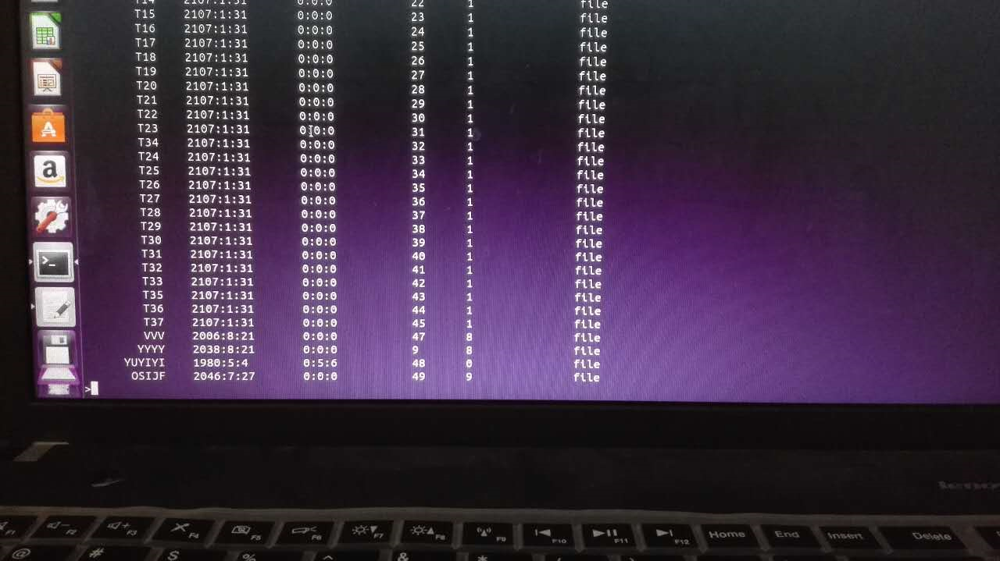 T14 2107:1:31 0:0:0 22 1 file
T15 2107:1:31 0:0:0 23 1 file
T16 2107:1:31 0:0:0 24 1 file
T17 2107:1:31 0:0:0 25 1 file
T18 2107:1:31 0:0:0 26 1 file
T19 2107:1:31 0:0:0 27 1 file
T20 2107:1:31 0:0:0 28 1 file
T21 2107:1:31 0:0:0 29 1 file
T22 2107:1:31 0:0:0 30 1 file
T23 2107:1:31 0:0:0 31 1 file
T34 2107:1:31 0:0:0 32 1 file
T24 2107:1:31 0:0:0 33 1 file
T25 2107:1:31 0:0:0 34 1 file
T26 2107:1:31 0:0:0 35 1 file
T27 2107:1:31 0:0:0 36 1 file
T28 2107:1:31 0:0:0 37 1 file
T29 2107:1:31 0:0:0 38 1 file
T30 2107:1:31 0:0:0 39 1 file
T31 2107:1:31 0:0:0 40 1 file
T32 2107:1:31 0:0:0 41 1 file
T33 2107:1:31 0:0:0 42 1 file
T35 2107:1:31 0:0:0 43 1 file
T36 2107:1:31 0:0:0 44 1 file
T37 2107:1:31 0:0:0 45 1 file
VVV 2006:8:21 0:0:0 47 8 file
YYYY 2038:8:21 0:0:0 9 8 file
YUYIYI 1980:5:4 0:5:6 48 0 file
OSIJF 2046:7:27 0:0:0 49 9 file
>
F1 F2 F3 F4 F5 F6 F7 F8 F9 F10 F11 F12 Home End Insert Delete
@ # $ % ^ & * ( )